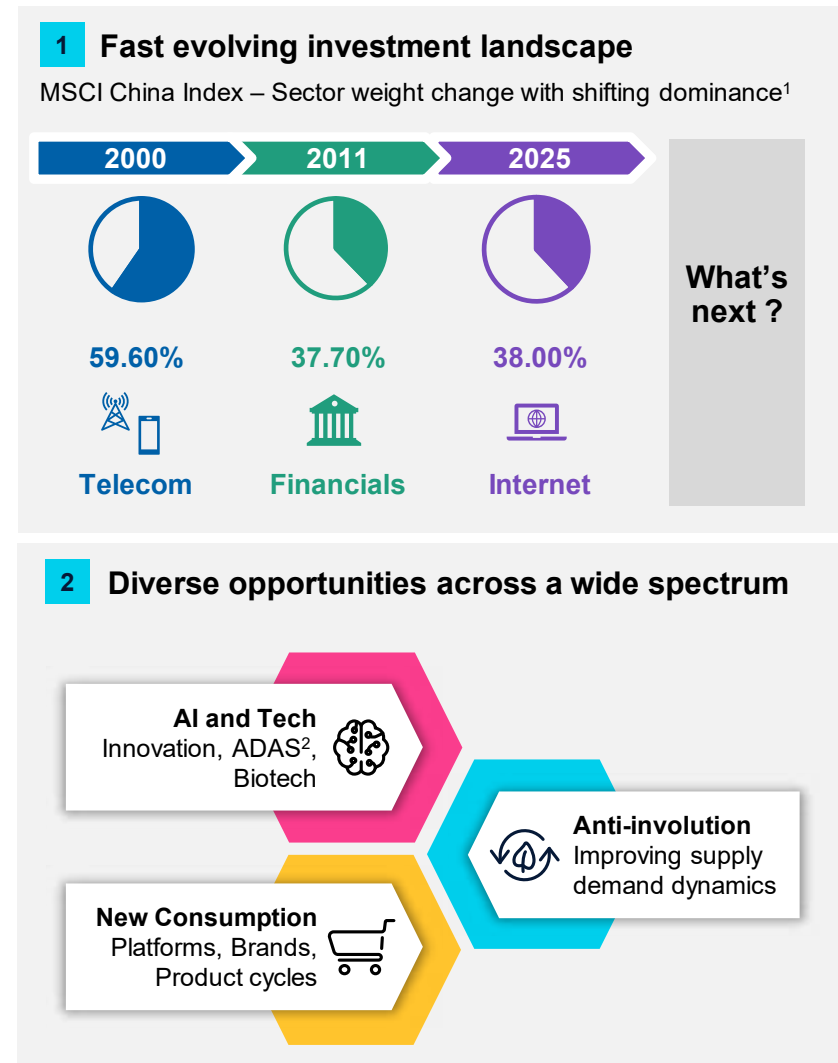 1 Fast evolving investment landscape
MSCI China Index – Sector weight change with shifting dominance¹
2000 2011 2025
59.60% 37.70% 38.00%
Telecom Financials Internet
What's
next ?
2 Diverse opportunities across a wide spectrum
AI and Tech
Innovation, ADAS²,
Biotech
Anti-involution
Improving supply
demand dynamics
New Consumption
Platforms, Brands,
Product cycles